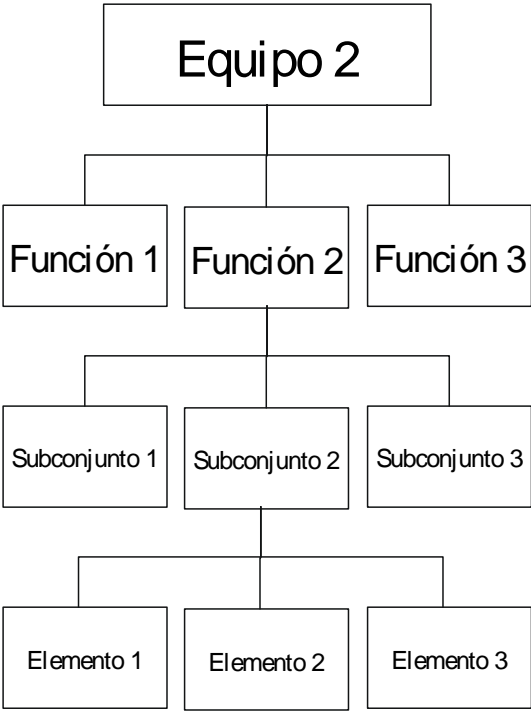 Equipo 2
Función 1
Función 2
Función 3
Subconjunto 1
Subconjunto 2
Subconjunto 3
Elemento 1
Elemento 2
Elemento 3